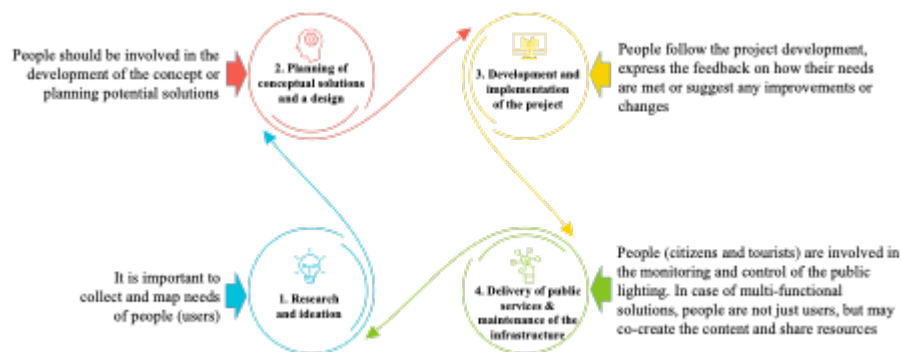 People should be involved in the
development of the concept or
planning potential solutions
2. Planning of
conceptual solutions
and a design
3. Development and
implementation
of the project
People follow the project development,
express the feedback on how their needs
are met or suggest any improvements or
changes
It is important to
collect and map needs
of people (users)
1. Research
and ideation
4. Delivery of public
services &
maintenance of the
infrastructure
People (citizens and tourists) are involved in
the monitoring and control of the public
lighting. In case of multi-functional
solutions, people are not just users, but may
co-create the content and share resources